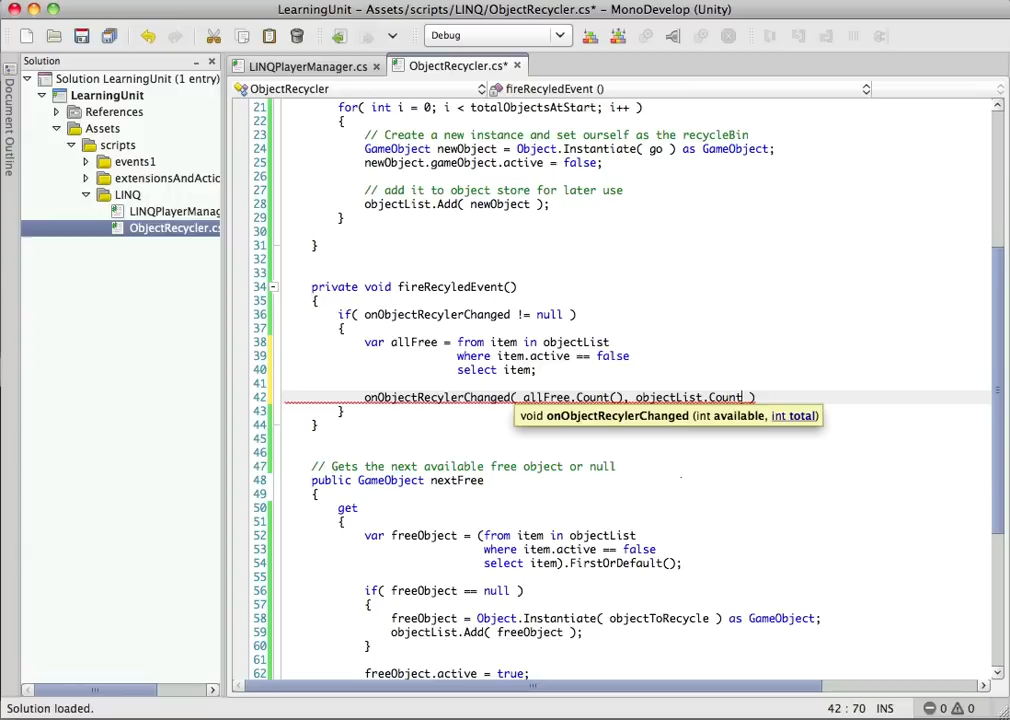 LearningUnit – Assets/scripts/LINQ/ObjectRecycler.cs* – MonoDevelop (Unity)
Debug
Solution
LINQPlayerManager.cs
ObjectRecycler.cs*
Document Outline
Solution LearningUnit (1 entry)
LearningUnit
References
Assets
scripts
events1
extensionsAndActic
LINQ
LINQPlayerManag
ObjectRecycler.cs
ObjectRecycler
fireRecyledEvent ()
21 for( int i = 0; i < totalObjectsAtStart; i++ )
22 {
23 // Create a new instance and set ourself as the recycleBin
24 GameObject newObject = Object.Instantiate( go ) as GameObject;
25 newObject.gameObject.active = false;
26
27 // add it to object store for later use
28 objectList.Add( newObject );
29 }
30
31 }
32
33
34 private void fireRecyledEvent()
35 {
36 if( onObjectRecylerChanged != null )
37 {
38 var allFree = from item in objectList
39 where item.active == false
40 select item;
41
42 onObjectRecylerChanged( allFree.Count(), objectList.Count )
void onObjectRecylerChanged (int available, int total)
43 }
44 }
45
46
47 // Gets the next available free object or null
48 public GameObject nextFree
49 {
50 get
51 {
52 var freeObject = (from item in objectList
53 where item.active == false
54 select item).FirstOrDefault();
55
56 if( freeObject == null )
57 {
58 freeObject = Object.Instantiate( objectToRecycle ) as GameObject;
59 objectList.Add( freeObject );
60 }
61
62 freeObject.active = true;
Solution loaded.
42 : 70 INS 0 0